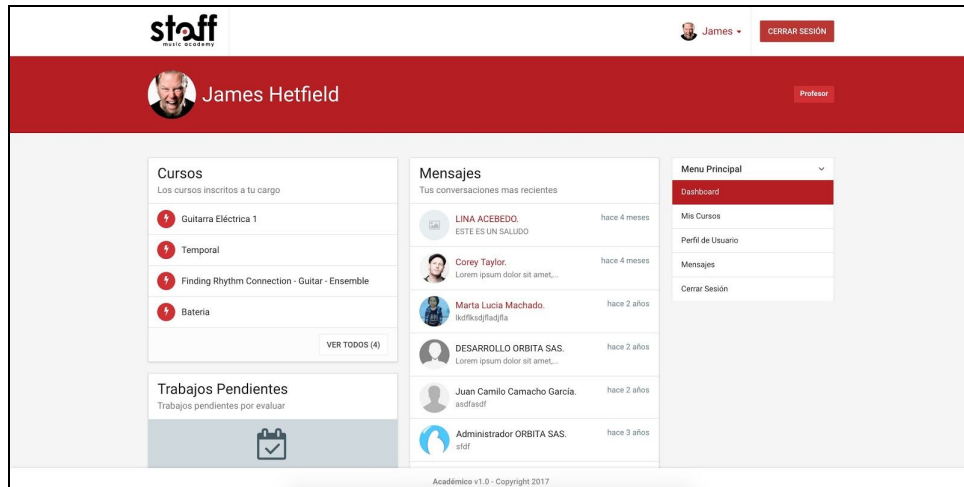 staff
music academy
James
CERRAR SESIÓN
James Hetfield
Profesor
Cursos
Los cursos inscritos a tu cargo
Guitarra Eléctrica 1
Temporal
Finding Rhythm Connection - Guitar - Ensemble
Bateria
VER TODOS (4)
Trabajos Pendientes
Trabajos pendientes por evaluar
Mensajes
Tus conversaciones mas recientes
LINA ACEBEDO.
hace 4 meses
ESTE ES UN SALUDO
Corey Taylor.
hace 4 meses
Lorem ipsum dolor sit amet,...
Marta Lucia Machado.
hace 2 años
lkdflksdjfladjfla
DESARROLLO ORBITA SAS.
hace 2 años
Lorem ipsum dolor sit amet,...
Juan Camilo Camacho García.
hace 2 años
asdfasdf
Administrador ORBITA SAS.
hace 3 años
sfdf
Menu Principal
Dashboard
Mis Cursos
Perfil de Usuario
Mensajes
Cerrar Sesión
Académico v1.0 - Copyright 2017